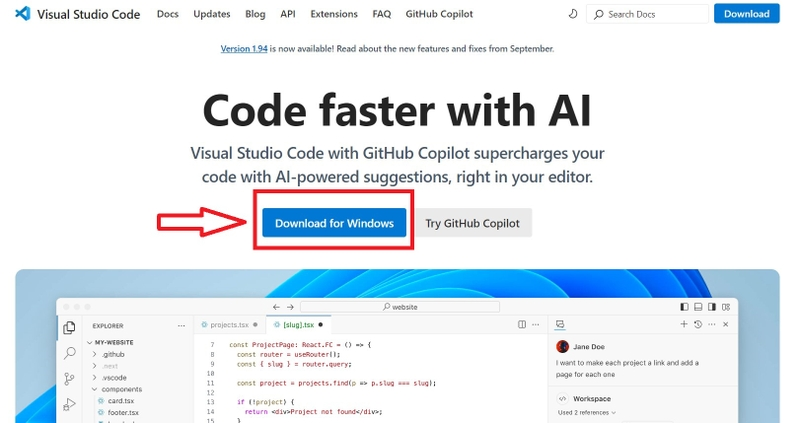 Visual Studio Code Docs Updates Blog API Extensions FAQ GitHub Copilot Search Docs Download
Version 1.94 is now available! Read about the new features and fixes from September.
Code faster with AI
Visual Studio Code with GitHub Copilot supercharges your
code with AI-powered suggestions, right in your editor.
Download for Windows Try GitHub Copilot
website
EXPLORER ··· projects.tsx [slug].tsx ···
MY-WEBSITE
.github
.next
.vscode
components
card.tsx
footer.tsx
7 const ProjectPage: React.FC = () => {
8 const router = useRouter();
9 const { slug } = router.query;
10
11 const project = projects.find(p => p.slug === slug);
12
13 if (!project) {
14 return <div>Project not found</div>;
15 }
Jane Doe
I want to make each project a link and add a
page for each one
Workspace
Used 2 references